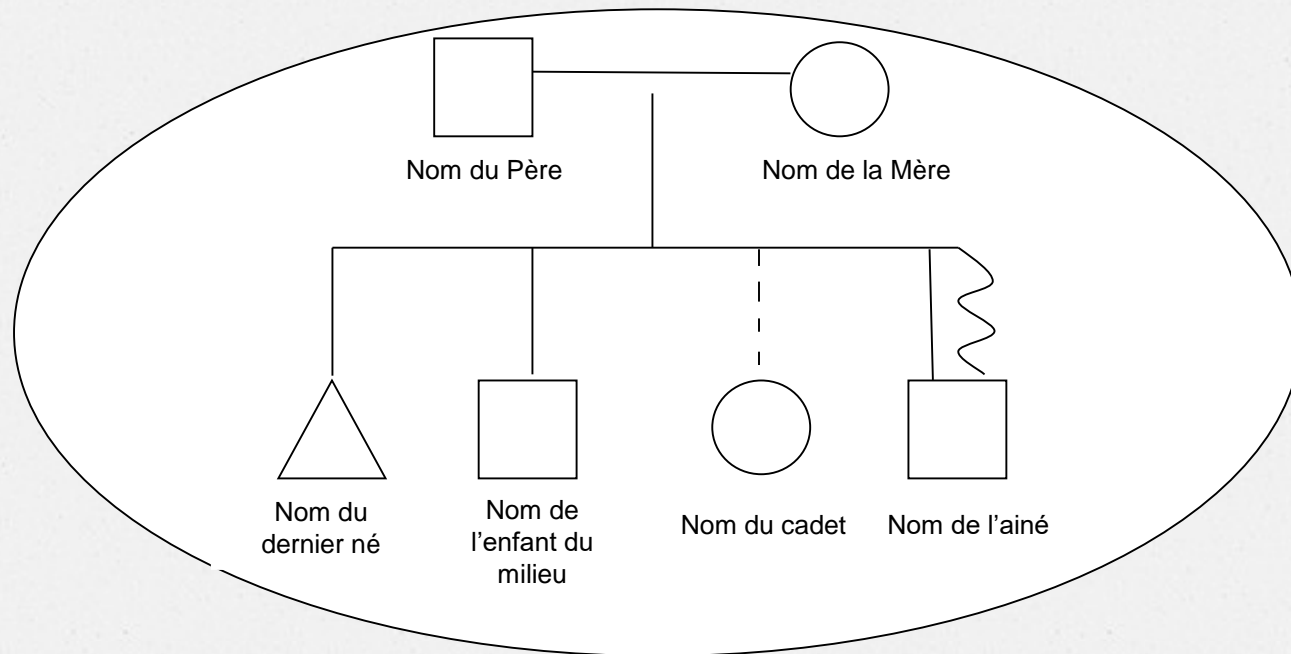 Nom du Père
Nom de la Mère
Nom du
dernier né
Nom de
l'enfant du
milieu
Nom du cadet
Nom de l'ainé